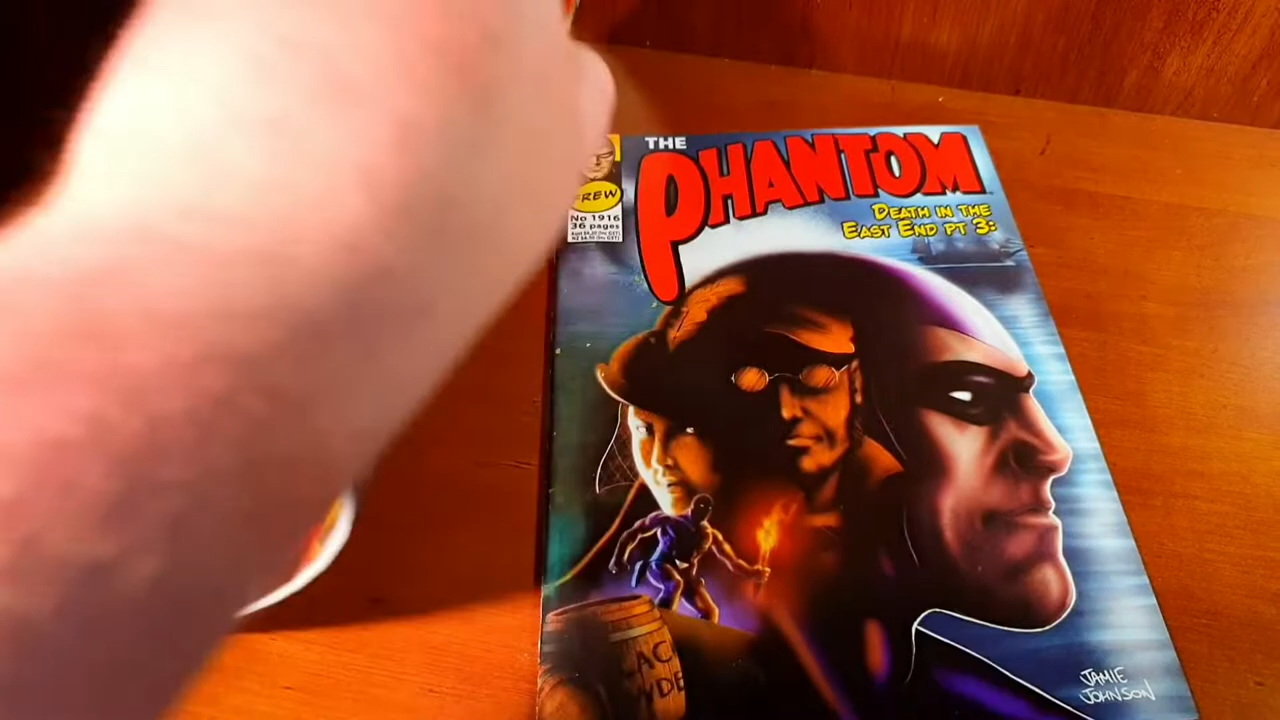 THE
PHANTOM
DEATH IN THE
EAST END PT 3:
FREW
No 1916
36 pages
JAMIE
JOHNSON